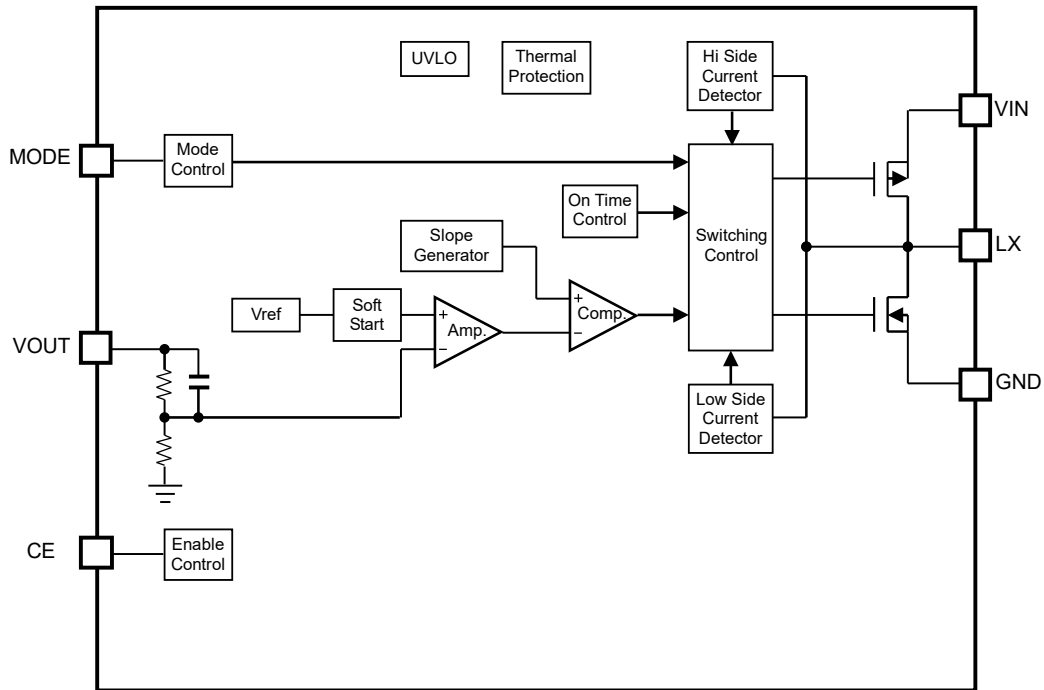 UVLO
Thermal
Protection
Hi Side
Current
Detector
VIN
MODE
Mode
Control
On Time
Control
Slope
Generator
Switching
Control
LX
Vref
Soft
Start
+
Amp.
−
+
Comp.
−
VOUT
Low Side
Current
Detector
GND
CE
Enable
Control